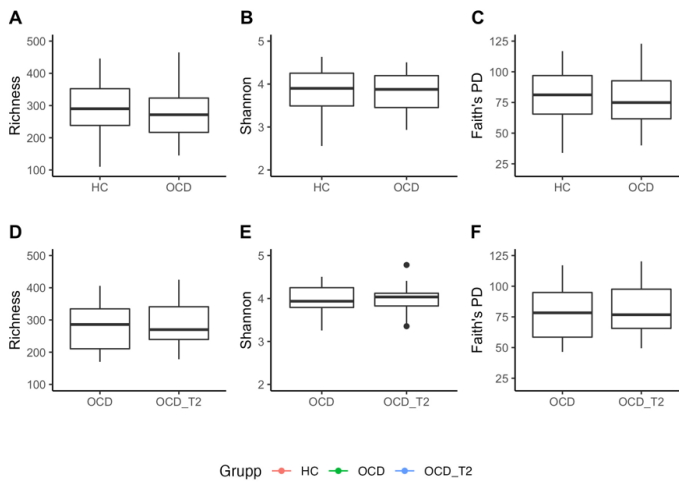 A
B
C
Richness
500
400
300
200
100
HC
OCD
Shannon
5
4
3
2
HC
OCD
Faith's PD
125
100
75
50
25
HC
OCD
D
E
F
Richness
500
400
300
200
100
OCD
OCD_T2
Shannon
5
4
3
2
OCD
OCD_T2
Faith's PD
125
100
75
50
25
OCD
OCD_T2
Grupp HC OCD OCD_T2